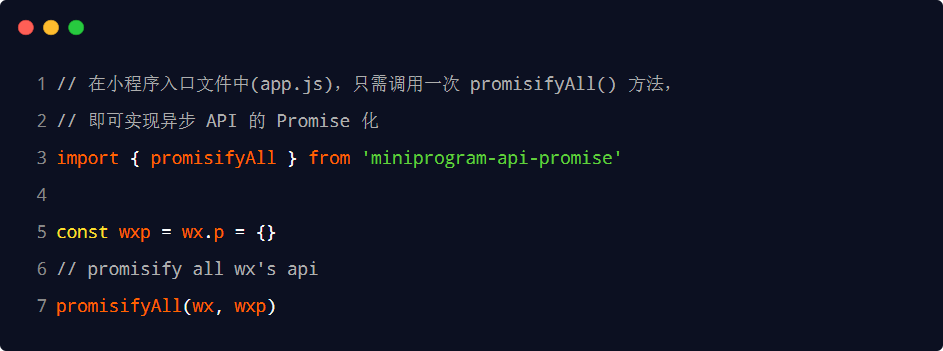 1 // 在小程序入口文件中(app.js)，只需调用一次 promisifyAll() 方法，
2 // 即可实现异步 API 的 Promise 化
3 import { promisifyAll } from 'miniprogram-api-promise'
4
5 const wxp = wx.p = {}
6 // promisify all wx's api
7 promisifyAll(wx, wxp)